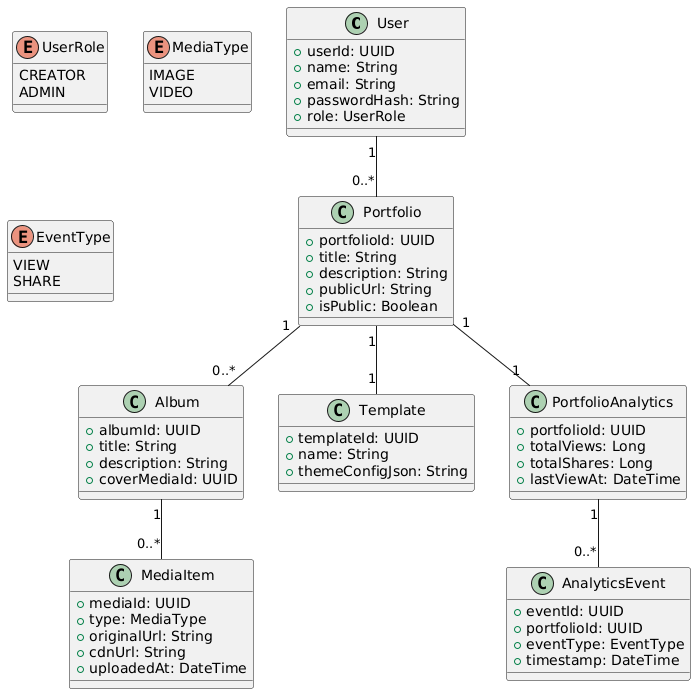 E UserRole
CREATOR
ADMIN
E MediaType
IMAGE
VIDEO
C User
userId: UUID
name: String
email: String
passwordHash: String
role: UserRole
1
0..*
E EventType
VIEW
SHARE
C Portfolio
portfolioId: UUID
title: String
description: String
publicUrl: String
isPublic: Boolean
1
0..*
1
1
1
1
C Album
albumId: UUID
title: String
description: String
coverMediaId: UUID
C Template
templateId: UUID
name: String
themeConfigJson: String
C PortfolioAnalytics
portfolioId: UUID
totalViews: Long
totalShares: Long
lastViewAt: DateTime
1
0..*
1
0..*
C MediaItem
mediaId: UUID
type: MediaType
originalUrl: String
cdnUrl: String
uploadedAt: DateTime
C AnalyticsEvent
eventId: UUID
portfolioId: UUID
eventType: EventType
timestamp: DateTime